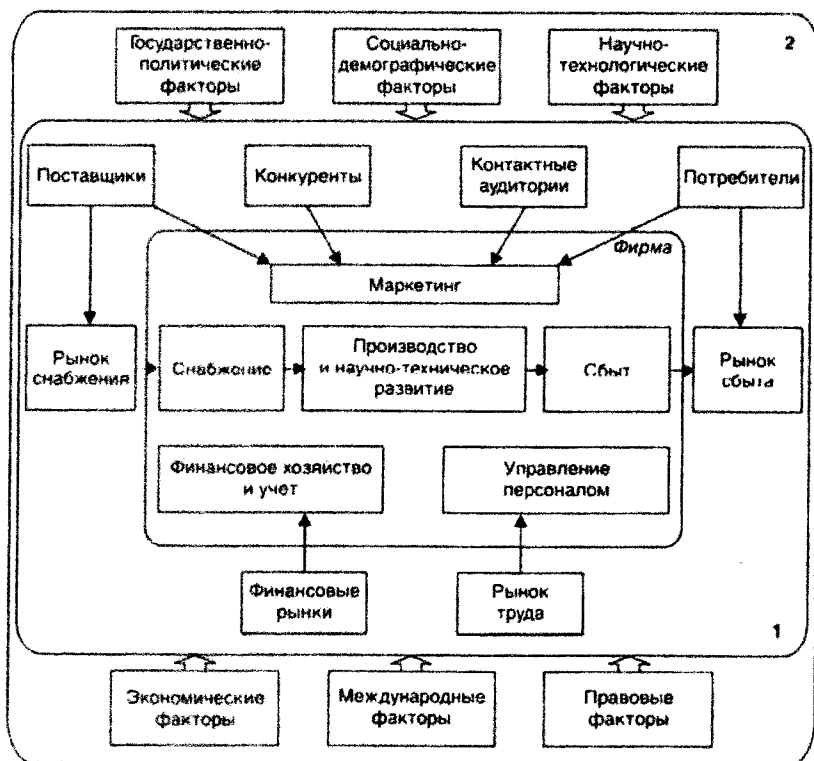 Государственно-
политические
факторы
Социально-
демографические
факторы
Научно-
технологические
факторы
2
Поставщики
Конкуренты
Контактные
аудитории
Потребители
Фирма
Маркетинг
Рынок
снабжения
Снабжение
Производство
и научно-техническое
развитие
Сбыт
Рынок
сбыта
Финансовое хозяйство
и учет
Управление
персоналом
Финансовые
рынки
Рынок
труда
1
Экономические
факторы
Международные
факторы
Правовые
факторы